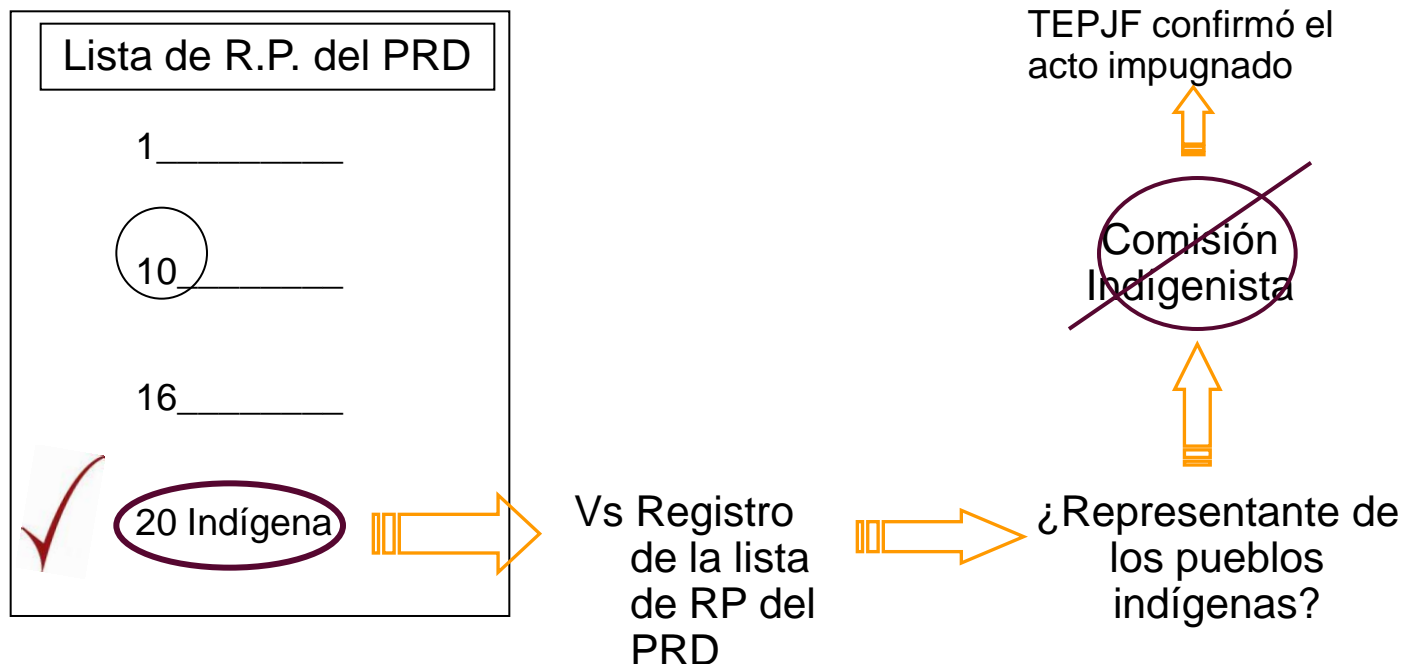 Lista de R.P. del PRD
1_________
10________
16________
20 Indígena
Vs Registro
de la lista
de RP del
PRD
¿Representante de
los pueblos
indígenas?
Comisión
Indigenista
TEPJF confirmó el
acto impugnado